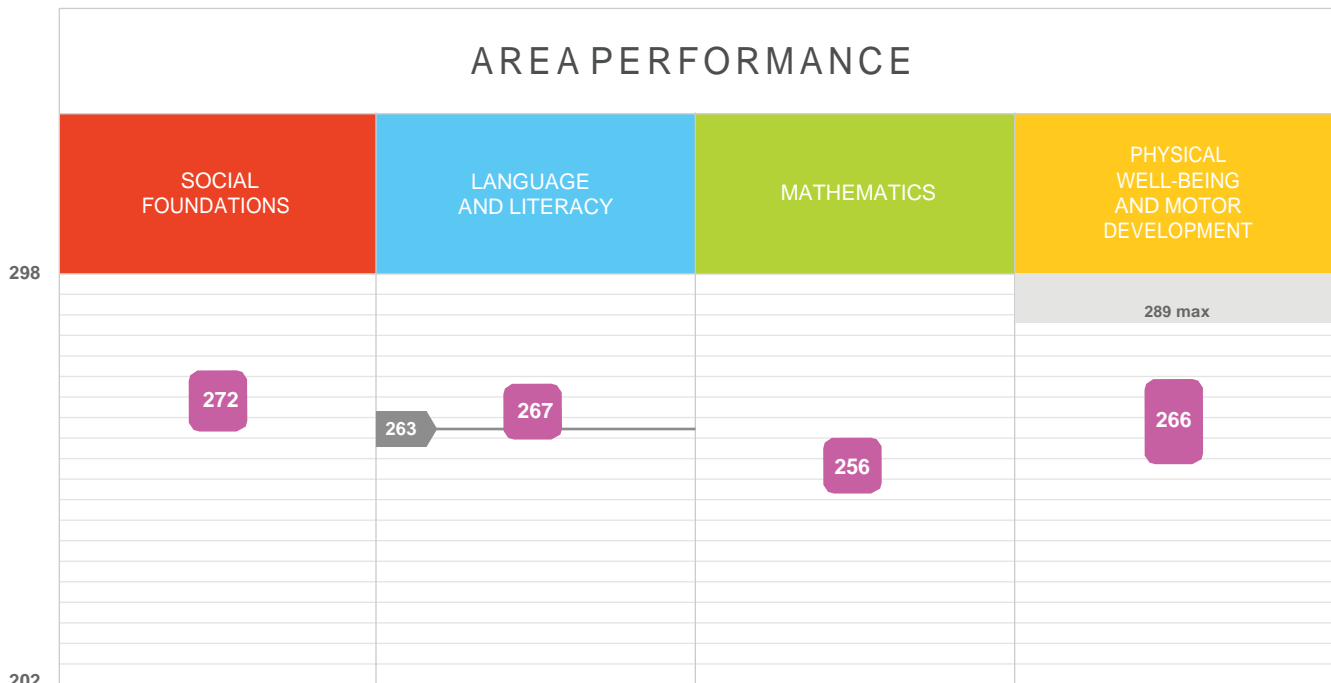 AREA PERFORMANCE
SOCIAL
FOUNDATIONS
LANGUAGE
AND LITERACY
MATHEMATICS
PHYSICAL
WELL-BEING
AND MOTOR
DEVELOPMENT
298
289 max
272
263
267
256
266
202